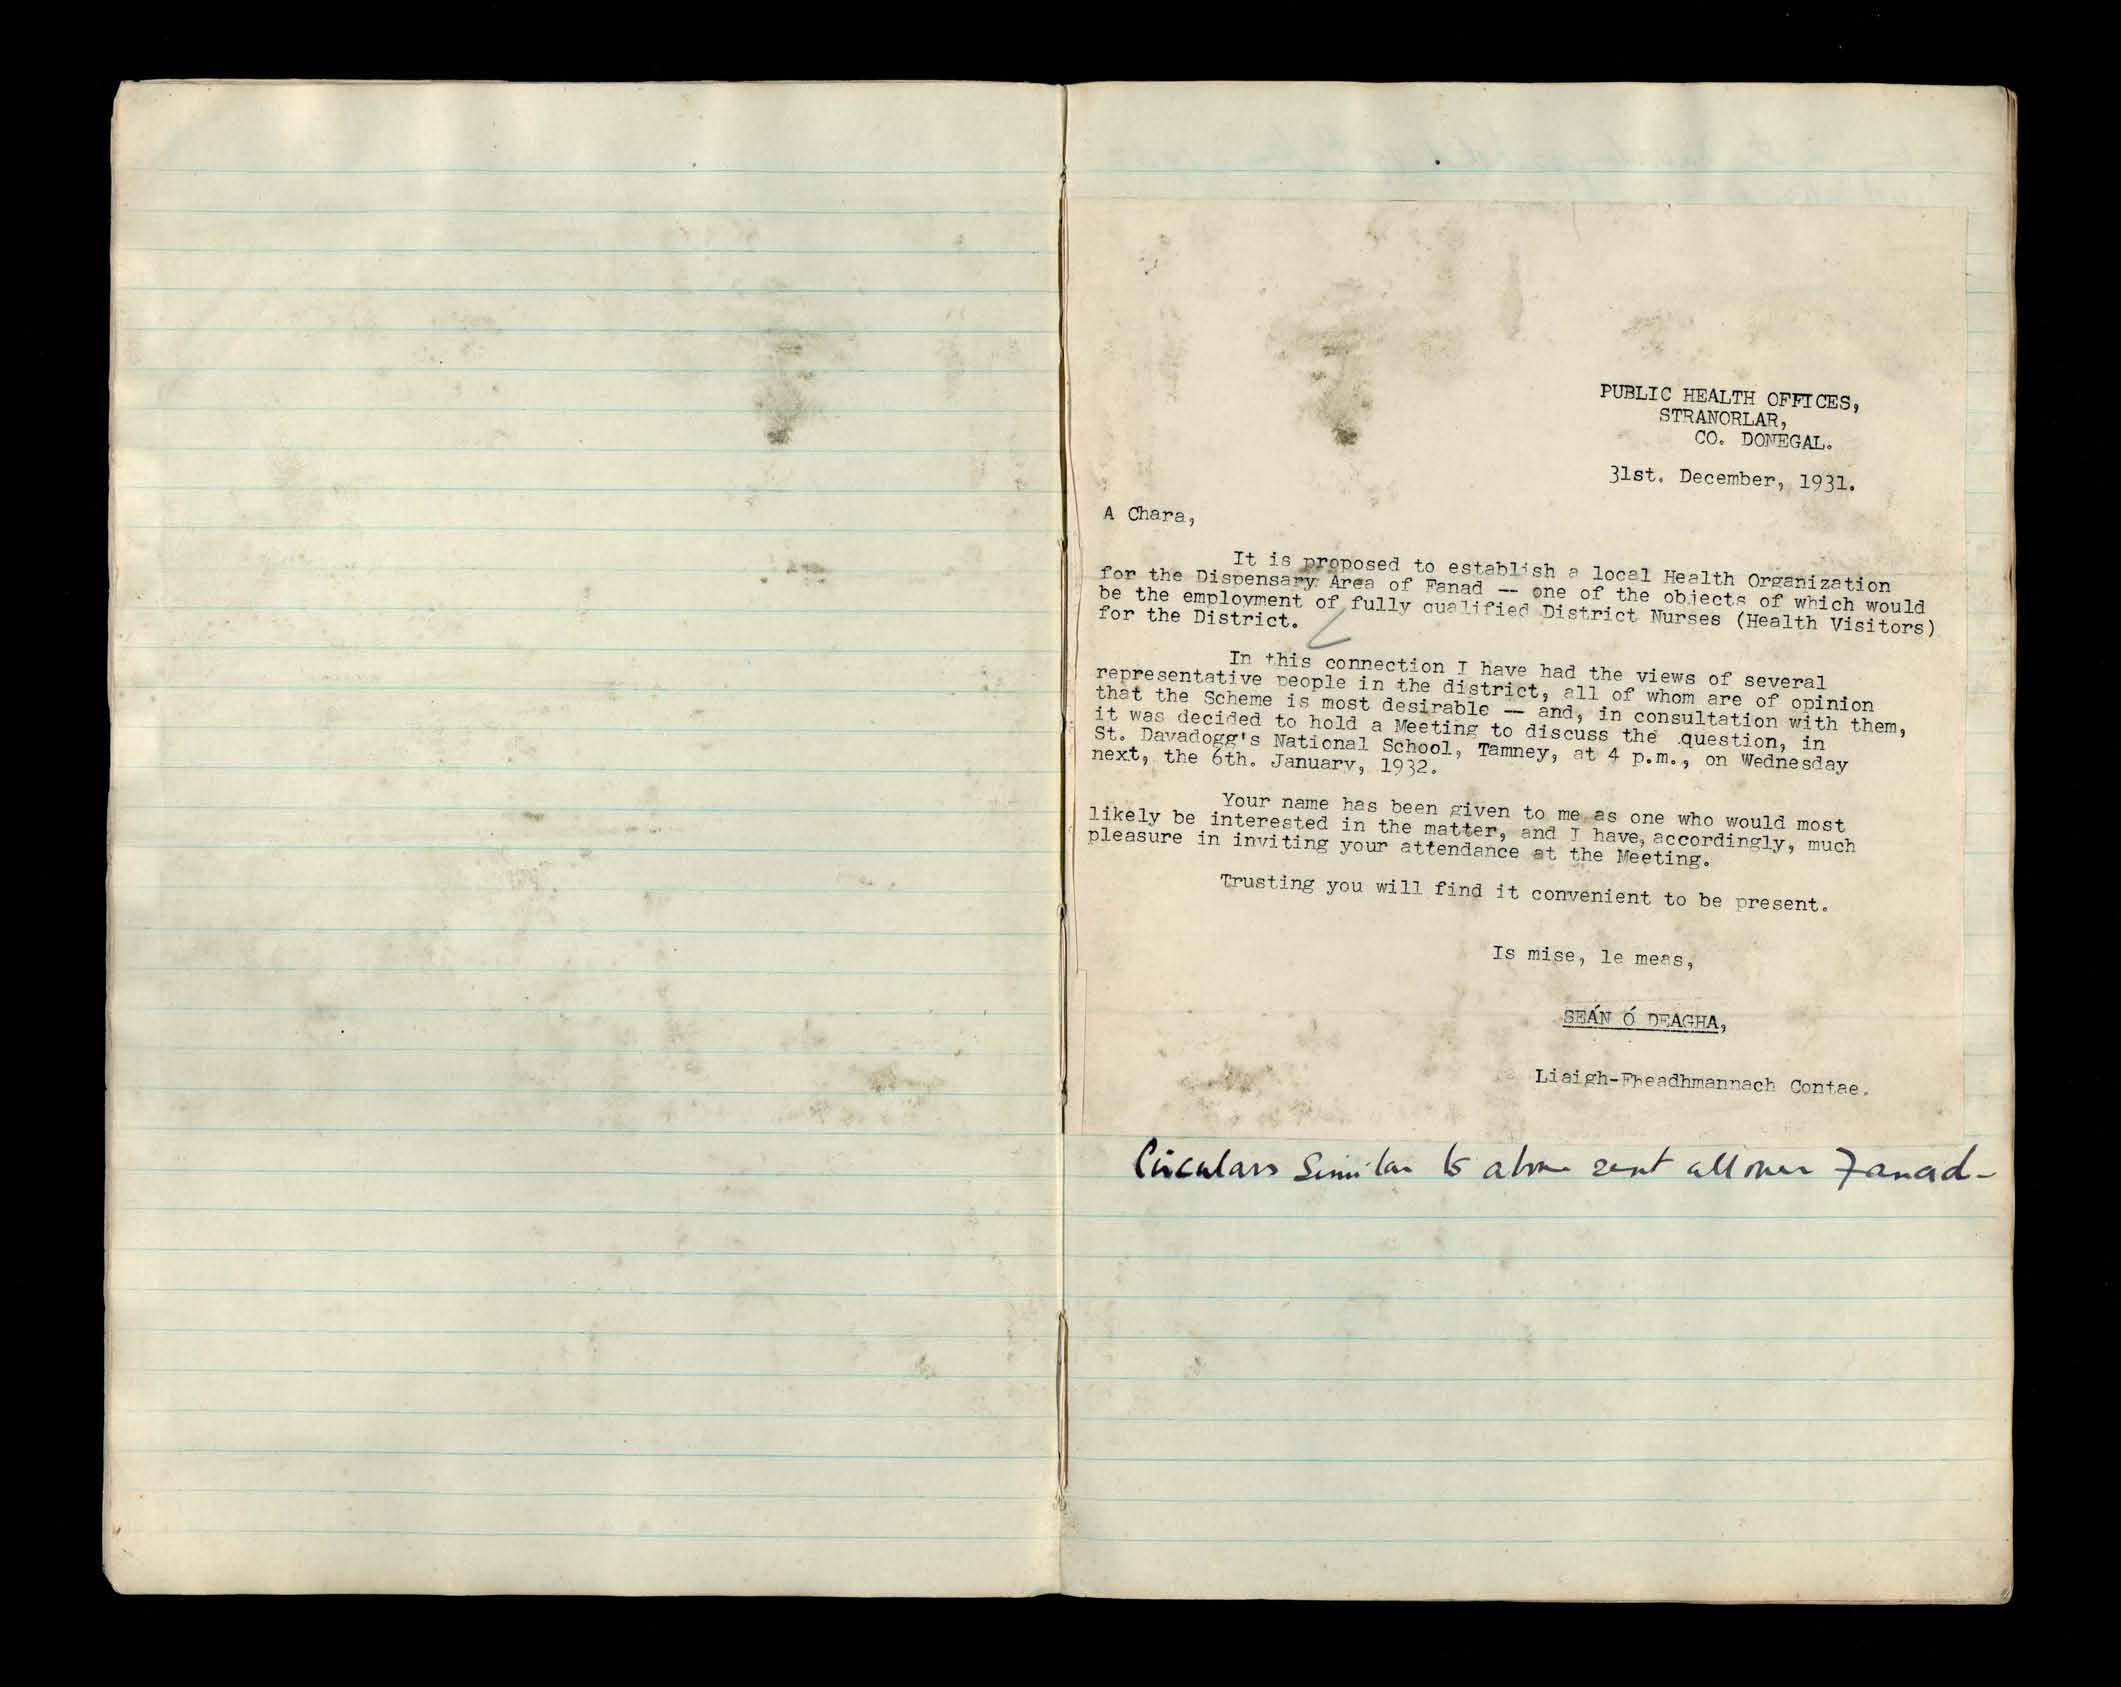 PUBLIC HEALTH OFFICES,
STRANORLAR,
CO. DONEGAL.
31st. December, 1931.
A Chara,
It is proposed to establish a local Health Organization
for the Dispensary Area of Fanad -- one of the objects of which would
be the employment of fully qualified District Nurses (Health Visitors)
for the District.
In this connection I have had the views of several
representative people in the district, all of whom are of opinion
that the Scheme is most desirable -- and, in consultation with them,
it was decided to hold a Meeting to discuss the question, in
St. Davadogg's National School, Tamney, at 4 p.m., on Wednesday
next, the 6th. January, 1932.
Your name has been given to me as one who would most
likely be interested in the matter, and I have, accordingly, much
pleasure in inviting your attendance at the Meeting.
Trusting you will find it convenient to be present.
Is mise, le meas,
SEÁN Ó DEAGHA,
Liaigh-Fheadhmannach Contae.
Circulars similar to above sent all over Fanad-